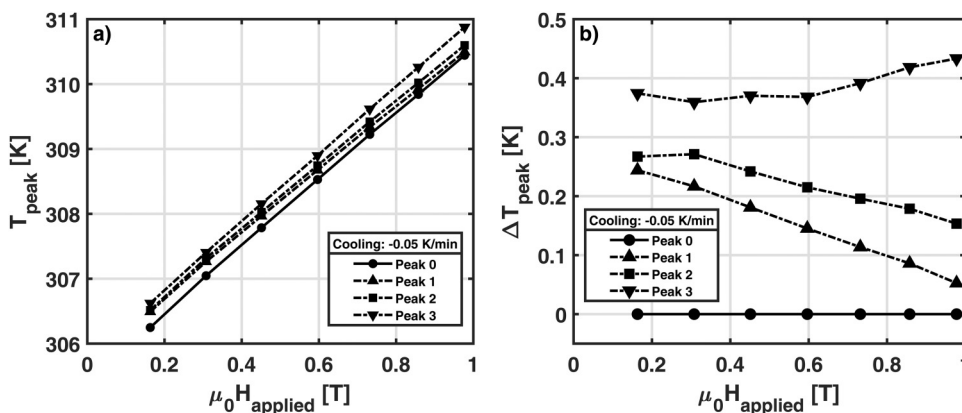 a)
311
310
309
308
307
306
T_peak [K]
0
0.2
0.4
0.6
0.8
1
μ₀H_applied [T]
Cooling: -0.05 K/min
Peak 0
Peak 1
Peak 2
Peak 3
b)
0.5
0.4
0.3
0.2
0.1
0
ΔT_peak [K]
0
0.2
0.4
0.6
0.8
1
μ₀H_applied [T]
Cooling: -0.05 K/min
Peak 0
Peak 1
Peak 2
Peak 3